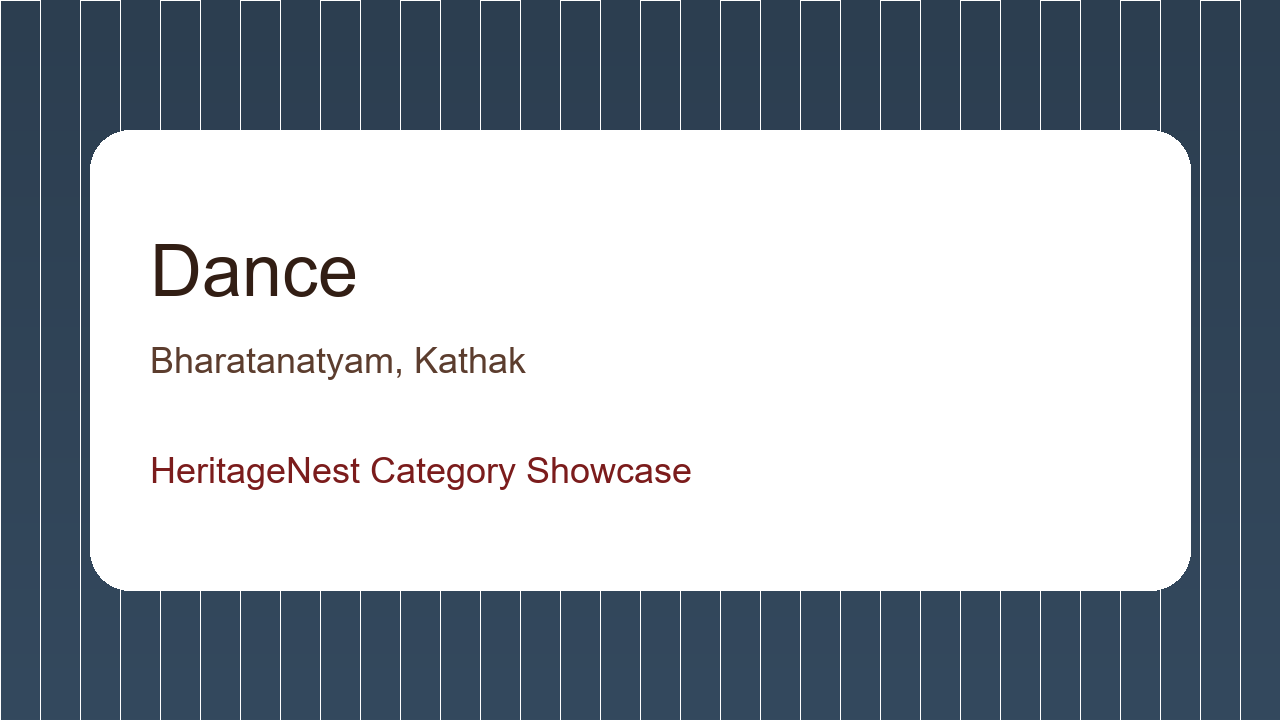 Dance
Bharatanatyam, Kathak
HeritageNest Category Showcase